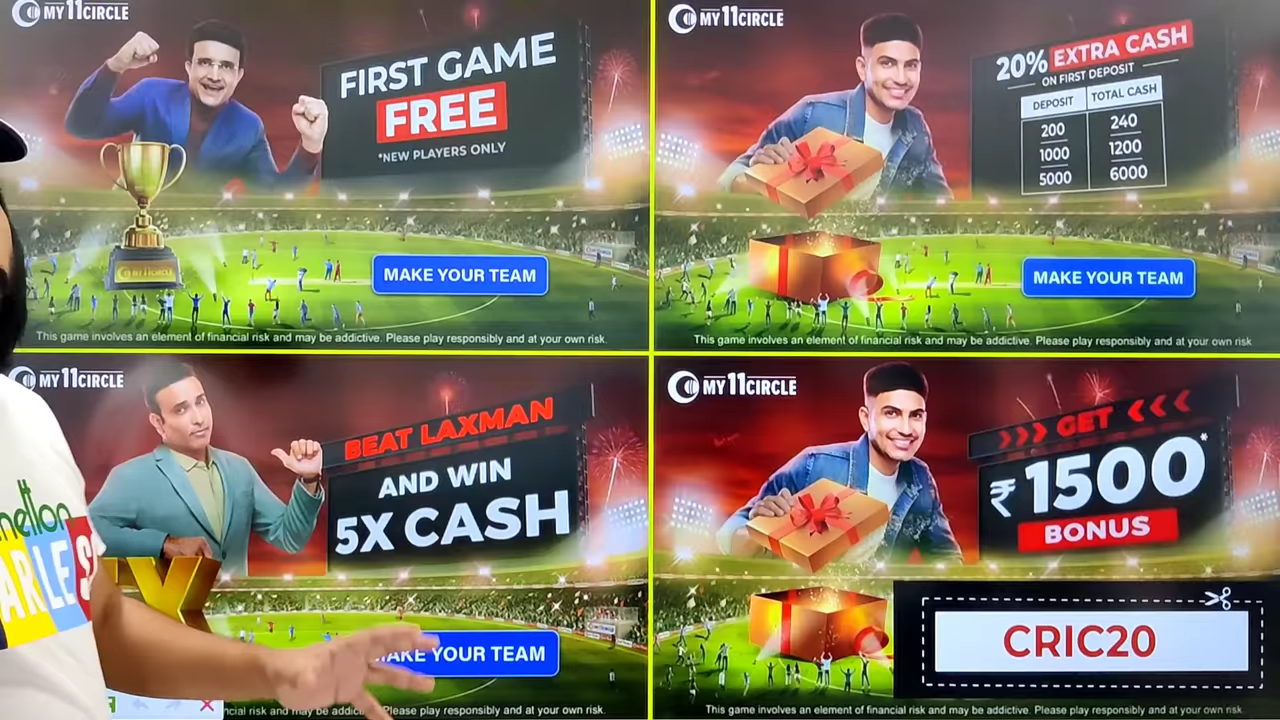 MY11CIRCLE
FIRST GAME
FREE
*NEW PLAYERS ONLY
MY 11CIRCLE
MAKE YOUR TEAM
This game involves an element of financial risk and may be addictive. Please play responsibly and at your own risk.
MY11CIRCLE
20% EXTRA CASH
ON FIRST DEPOSIT
DEPOSIT TOTAL CASH
200 240
1000 1200
5000 6000
MAKE YOUR TEAM
This game involves an element of financial risk and may be addictive. Please play responsibly and at your own risk.
MY11CIRCLE
BEAT LAXMAN
AND WIN
5X CASH
MAKE YOUR TEAM
ncial risk and may be addic Please play responsibly and at your own risk.
MY11CIRCLE
>>> GET <<<
₹1500*
BONUS
CRIC20
This game involves an element of financial risk and may be addictive. Please play responsibly and at your own risk.